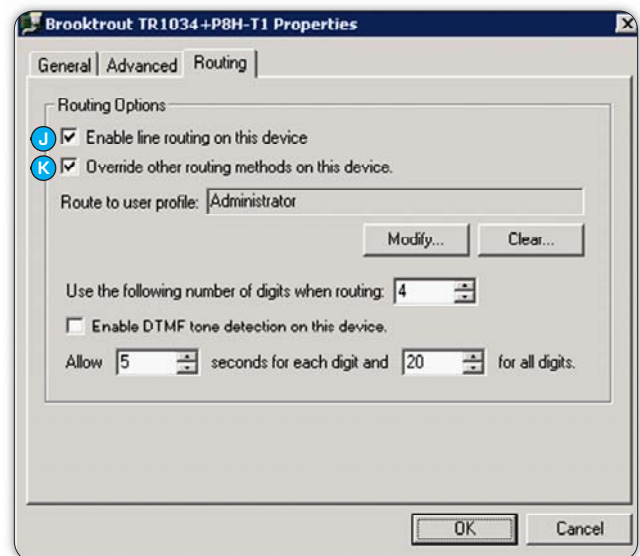 Brooktrout TR1034+P8H-T1 Properties
General Advanced Routing
Routing Options
J Enable line routing on this device
K Override other routing methods on this device.
Route to user profile: Administrator
Modify... Clear...
Use the following number of digits when routing: 4
Enable DTMF tone detection on this device.
Allow 5 seconds for each digit and 20 for all digits.
OK Cancel